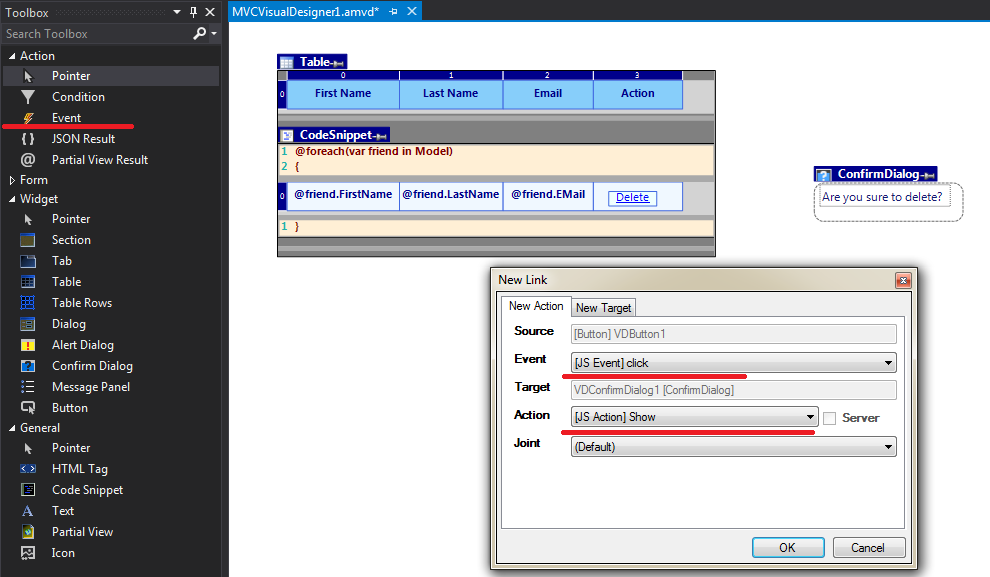 Toolbox
Search Toolbox
Action
Pointer
Condition
Event
JSON Result
Partial View Result
Form
Widget
Pointer
Section
Tab
Table
Table Rows
Dialog
Alert Dialog
Confirm Dialog
Message Panel
Button
General
Pointer
HTML Tag
Code Snippet
Text
Partial View
Icon
MVCVisualDesigner1.amvd*
Table
0 1 2 3
0 First Name Last Name Email Action
CodeSnippet
1 @foreach(var friend in Model)
2 {
0 @friend.FirstName @friend.LastName @friend.EMail Delete
1 }
ConfirmDialog
Are you sure to delete?
New Link
New Action New Target
Source [Button] VDButton1
Event [JS Event] click
Target VDConfirmDialog1 [ConfirmDialog]
Action [JS Action] Show Server
Joint (Default)
OK Cancel